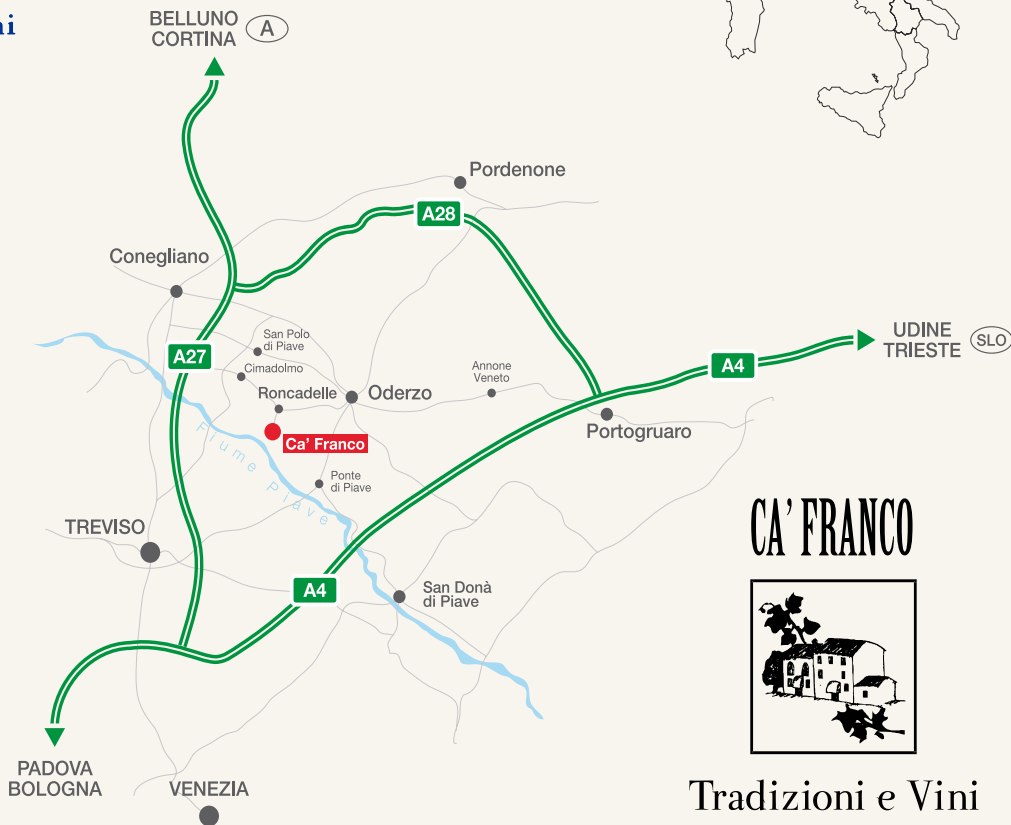 ni
BELLUNO
CORTINA
A
Pordenone
A28
Conegliano
San Polo
di Piave
A27
Cimadolmo
Roncadelle
Oderzo
Annone
Veneto
A4
UDINE
TRIESTE
SLO
Portogruaro
Ca' Franco
Fiume Piave
Ponte
di Piave
TREVISO
A4
San Donà
di Piave
PADOVA
BOLOGNA
VENEZIA
CA' FRANCO
Tradizioni e Vini